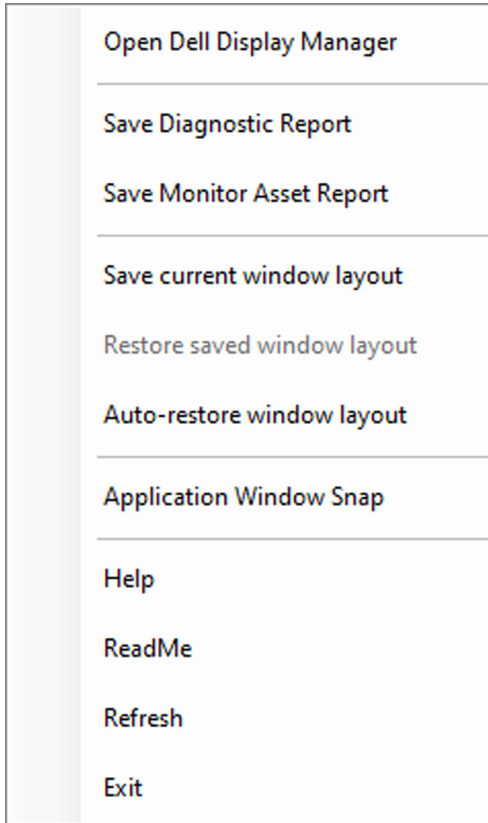 Open Dell Display Manager
Save Diagnostic Report
Save Monitor Asset Report
Save current window layout
Restore saved window layout
Auto-restore window layout
Application Window Snap
Help
ReadMe
Refresh
Exit